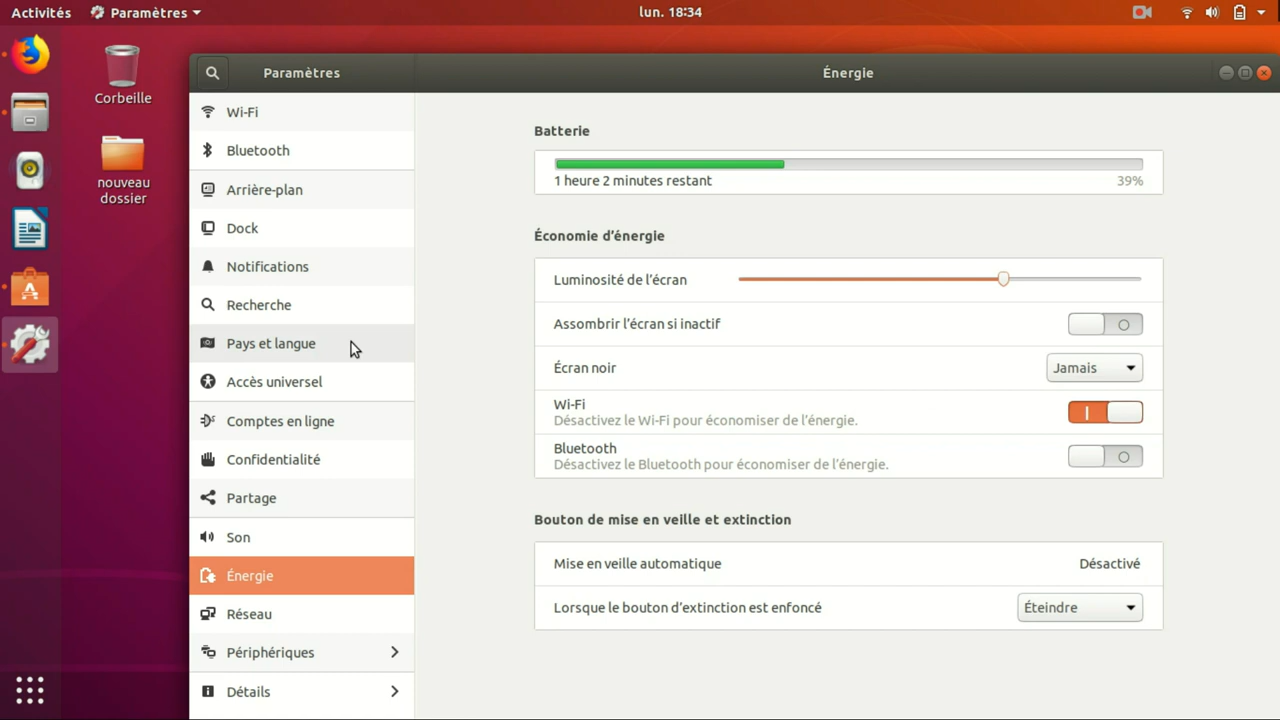 Activités
Paramètres
lun. 18:34
Corbeille
nouveau
dossier
Paramètres
Énergie
Wi-Fi
Bluetooth
Arrière-plan
Dock
Notifications
Recherche
Pays et langue
Accès universel
Comptes en ligne
Confidentialité
Partage
Son
Énergie
Réseau
Périphériques
Détails
Batterie
1 heure 2 minutes restant
39%
Économie d'énergie
Luminosité de l'écran
Assombrir l'écran si inactif
Écran noir
Jamais
Wi-Fi
Désactivez le Wi-Fi pour économiser de l'énergie.
Bluetooth
Désactivez le Bluetooth pour économiser de l'énergie.
Bouton de mise en veille et extinction
Mise en veille automatique
Désactivé
Lorsque le bouton d'extinction est enfoncé
Éteindre